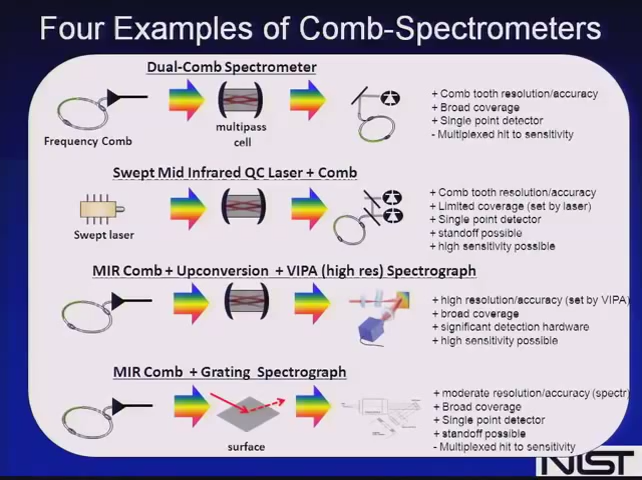 Four Examples of Comb-Spectrometers
Dual-Comb Spectrometer
Frequency Comb
multipass
cell
+ Comb tooth resolution/accuracy
+ Broad coverage
+ Single point detector
- Multiplexed hit to sensitivity
Swept Mid Infrared QC Laser + Comb
Swept laser
+ Comb tooth resolution/accuracy
+ Limited coverage (set by laser)
+ Single point detector
+ standoff possible
+ high sensitivity possible
MIR Comb + Upconversion + VIPA (high res) Spectrograph
+ high resolution/accuracy (set by VIPA)
+ broad coverage
+ significant detection hardware
+ high sensitivity possible
MIR Comb + Grating Spectrograph
surface
+ moderate resolution/accuracy (spectr)
+ Broad coverage
+ Single point detector
+ standoff possible
- Multiplexed hit to sensitivity
NIST